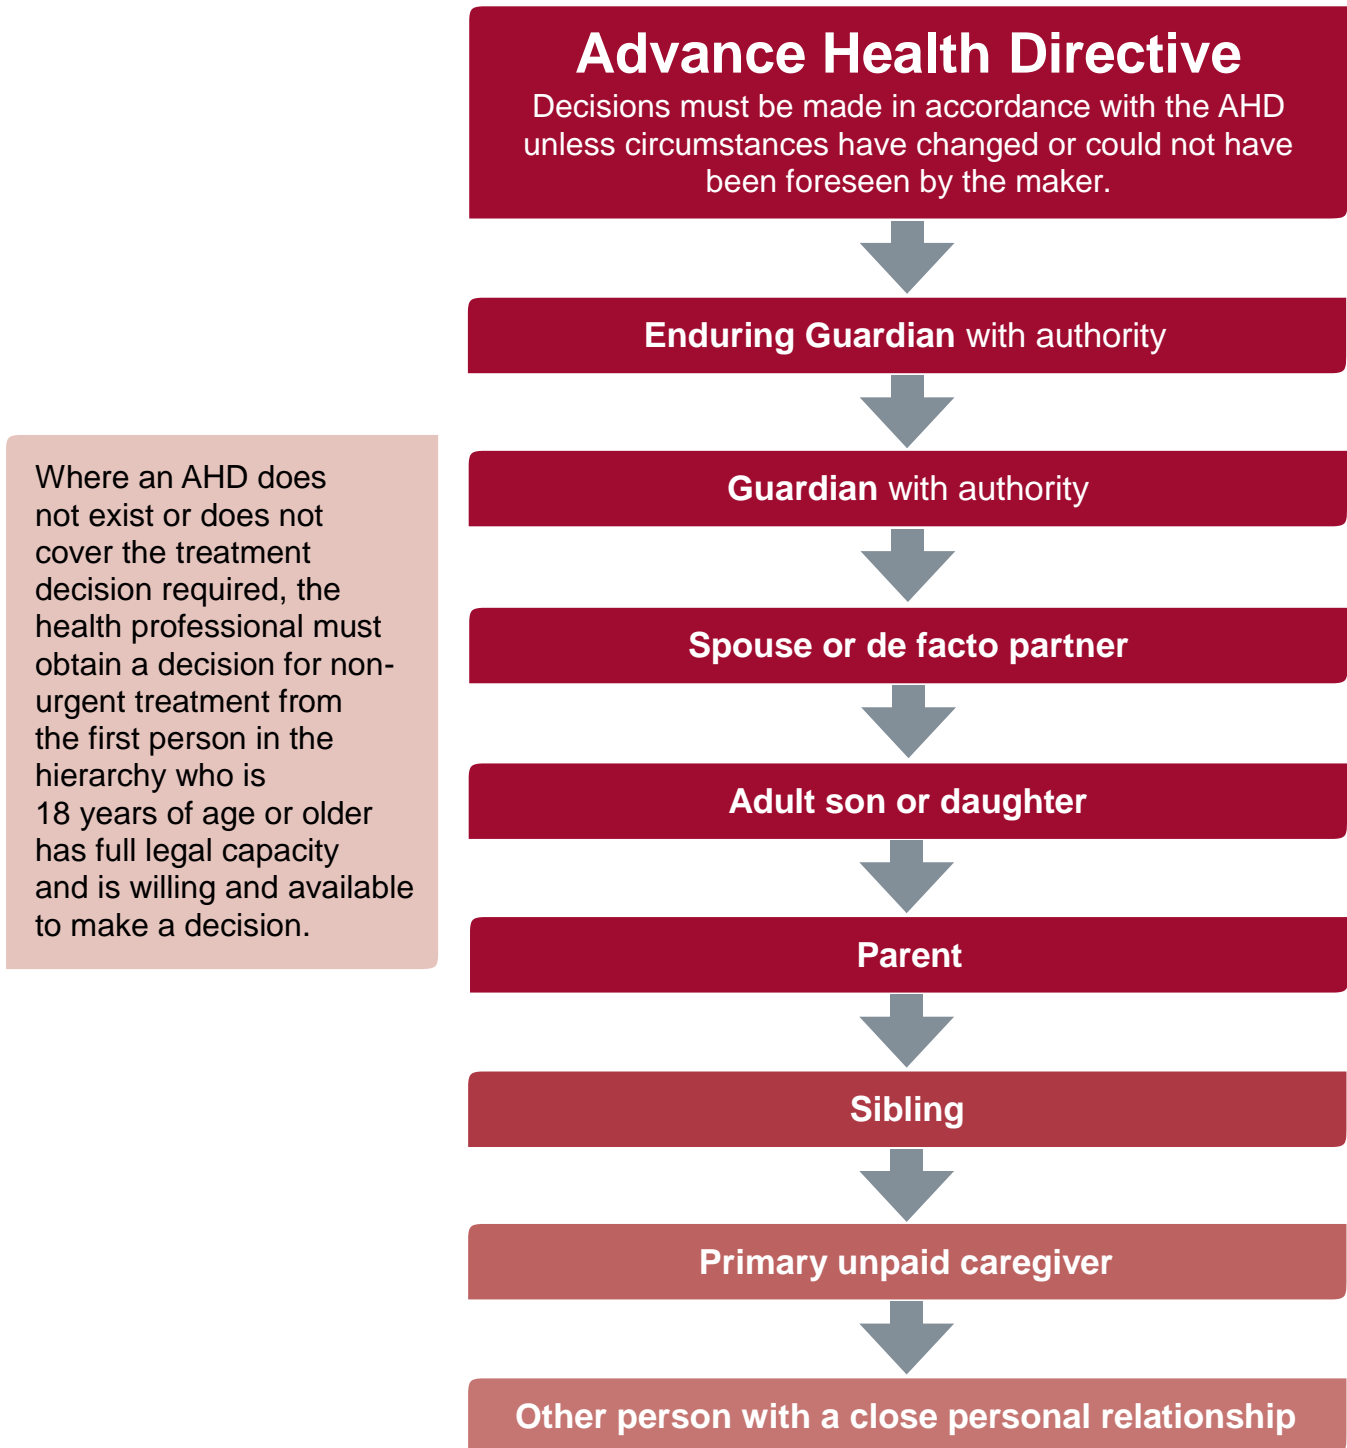 Advance Health Directive
Decisions must be made in accordance with the AHD
unless circumstances have changed or could not have
been foreseen by the maker.
Enduring Guardian with authority
Guardian with authority
Where an AHD does
not exist or does not
cover the treatment
decision required, the
health professional must
obtain a decision for non-
urgent treatment from
the first person in the
hierarchy who is
18 years of age or older
has full legal capacity
and is willing and available
to make a decision.
Spouse or de facto partner
Adult son or daughter
Parent
Sibling
Primary unpaid caregiver
Other person with a close personal relationship